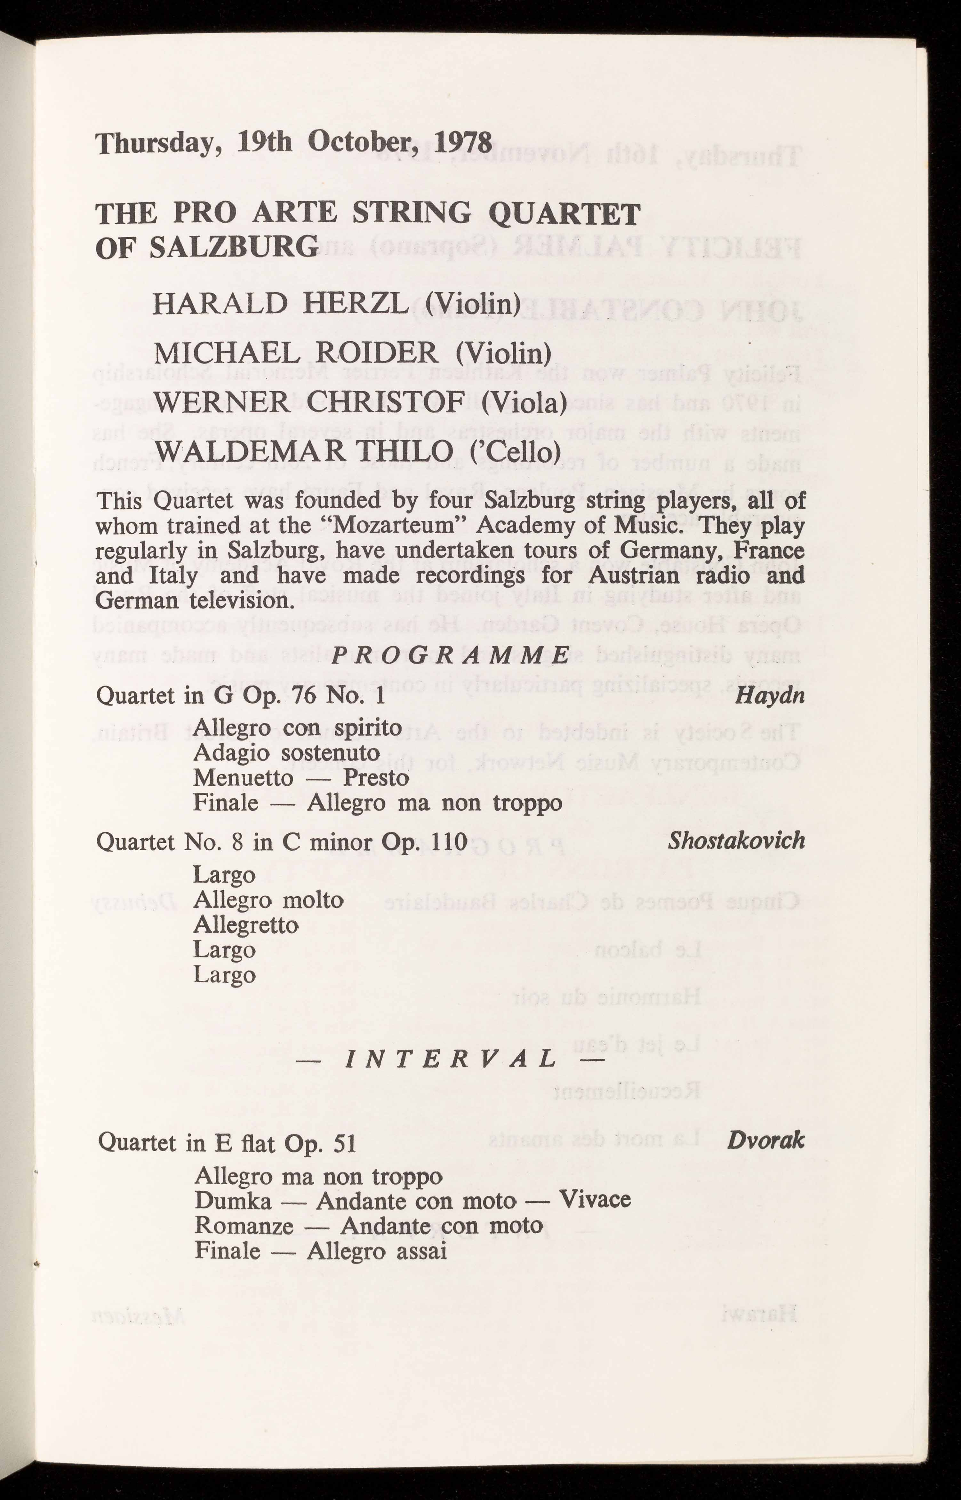 Thursday, 19th October, 1978
THE PRO ARTE STRING QUARTET
OF SALZBURG
HARALD HERZL (Violin)
MICHAEL ROIDER (Violin)
WERNER CHRISTOF (Viola)
WALDEMAR THILO (’Cello)
This Quartet was founded by four Salzburg string players, all of
whom trained at the “Mozarteum” Academy of Music. They play
regularly in Salzburg, have undertaken tours of Germany, France
and Italy and have made recordings for Austrian radio and
German television.
PROGRAMME
Quartet in G Op. 76 No. 1 Haydn
Allegro con spirito
Adagio sostenuto
Menuetto — Presto
Finale — Allegro ma non troppo
Quartet No. 8 in C minor Op. 110 Shostakovich
Largo
Allegro molto
Allegretto
Largo
Largo
— INTERVAL —
Quartet in E flat Op. 51 Dvorak
Allegro ma non troppo
Dumka — Andante con moto — Vivace
Romanze — Andante con moto
Finale — Allegro assai